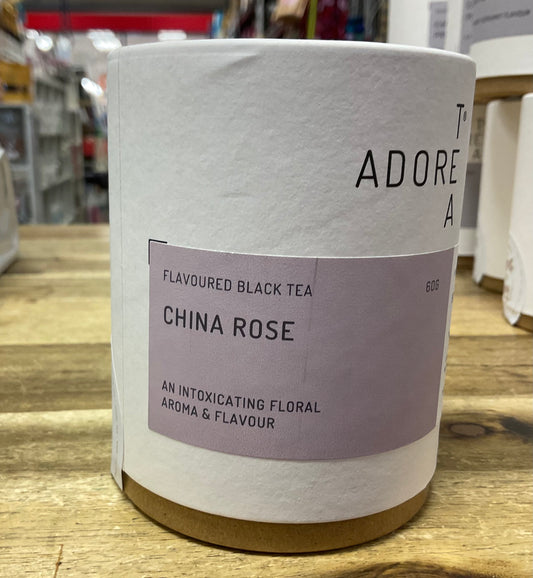 T®
ADORE
A
FLAVOURED BLACK TEA 60G
CHINA ROSE
AN INTOXICATING FLORAL
AROMA & FLAVOUR